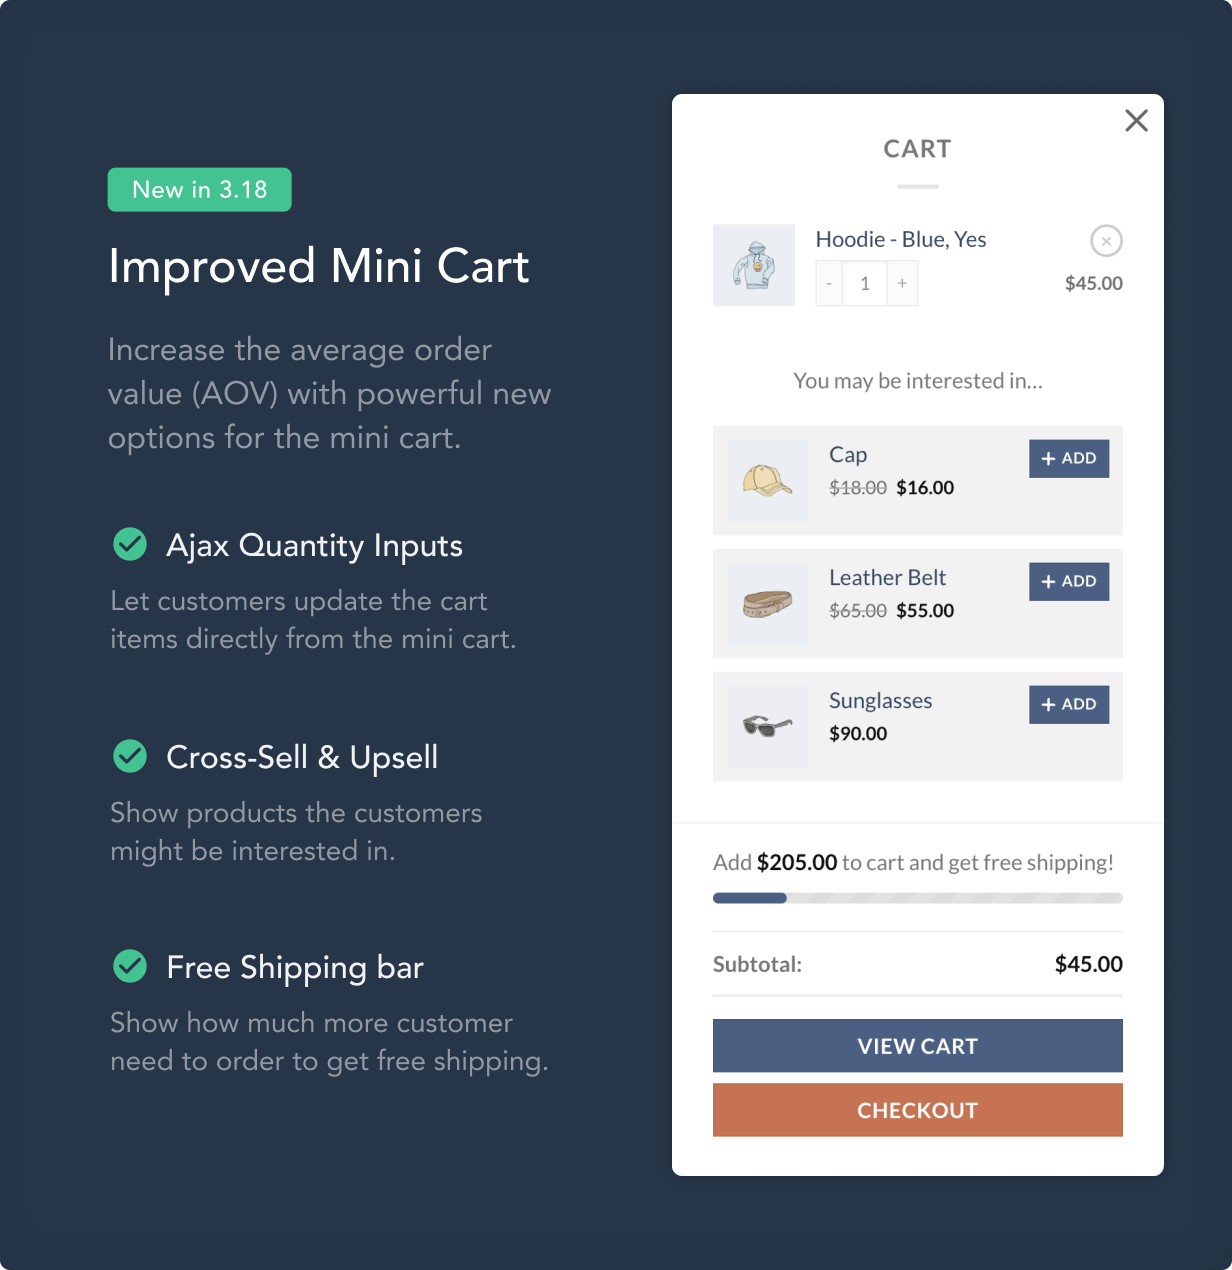 New in 3.18
Improved Mini Cart
Increase the average order
value (AOV) with powerful new
options for the mini cart.
Ajax Quantity Inputs
Let customers update the cart
items directly from the mini cart.
Cross-Sell & Upsell
Show products the customers
might be interested in.
Free Shipping bar
Show how much more customer
need to order to get free shipping.
CART
Hoodie - Blue, Yes
- 1 +
$45.00
You may be interested in...
Cap
+ ADD
$18.00 $16.00
Leather Belt
+ ADD
$65.00 $55.00
Sunglasses
+ ADD
$90.00
Add $205.00 to cart and get free shipping!
Subtotal: $45.00
VIEW CART
CHECKOUT